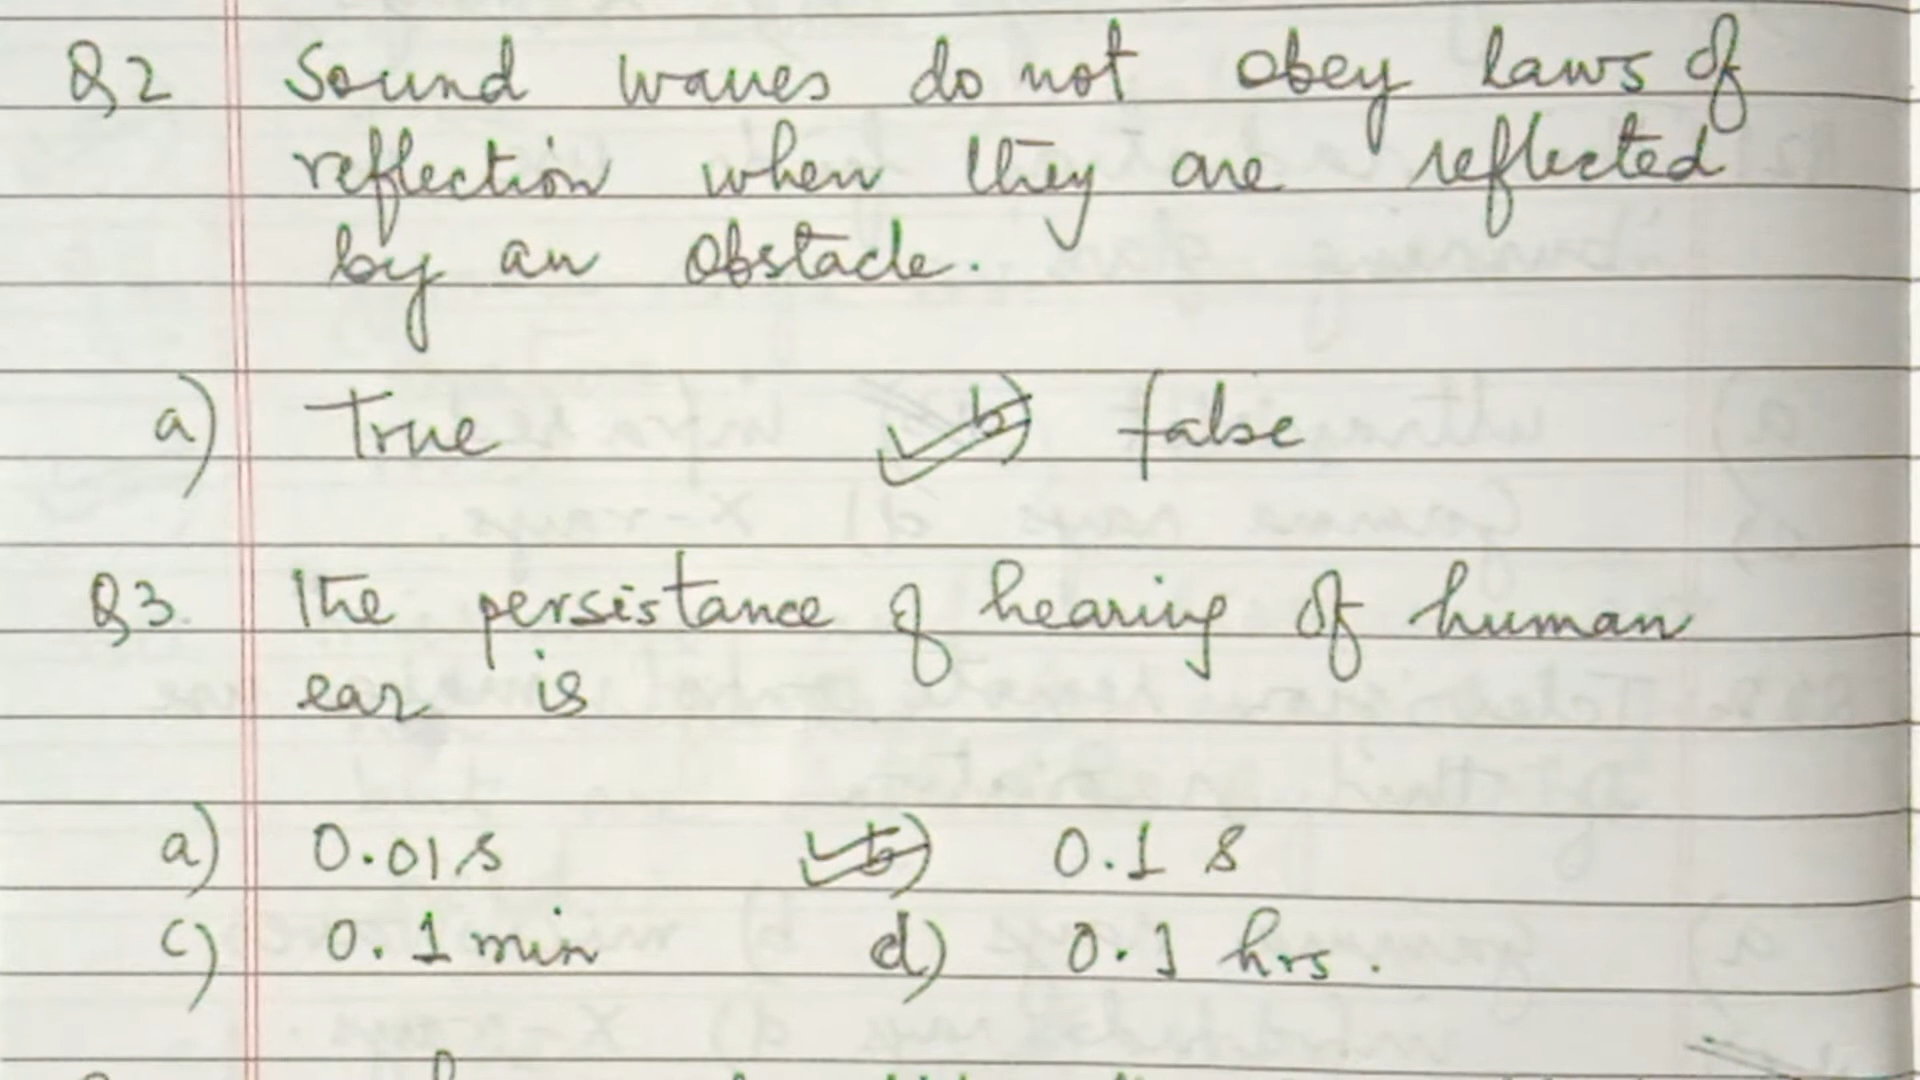 Q2 Sound waves do not obey laws of
reflection when they are reflected
by an obstacle.
a) True b) false
Q3. The persistance of hearing of human
ear is
a) 0.01 s b) 0.1 s
c) 0.1 min d) 0.1 hrs.